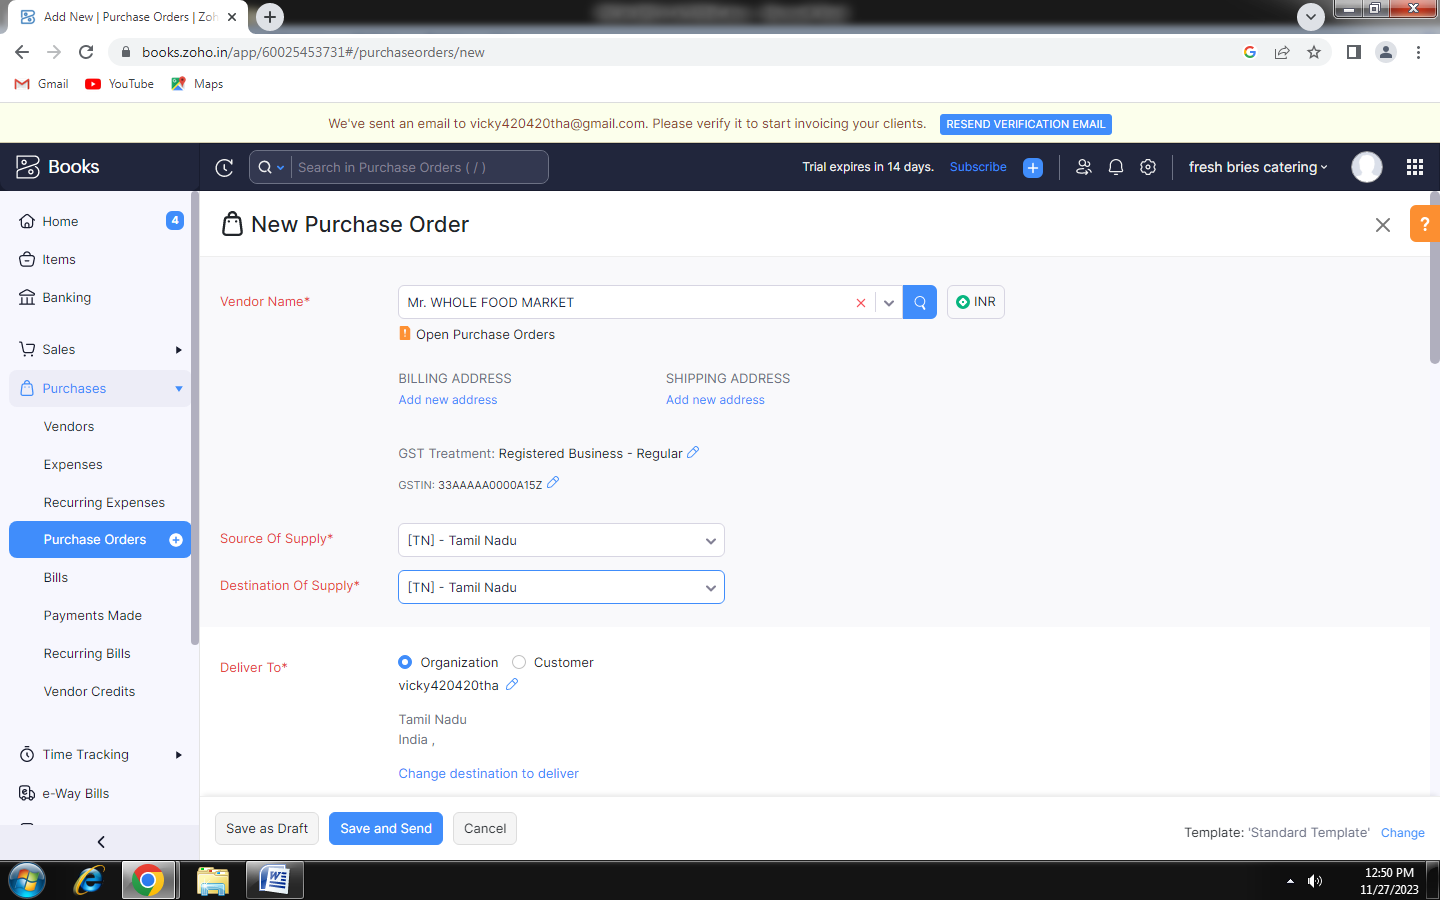 Add New | Purchase Orders | Zoh
books.zoho.in/app/60025453731#/purchaseorders/new
Gmail YouTube Maps
We've sent an email to vicky420420tha@gmail.com. Please verify it to start invoicing your clients. RESEND VERIFICATION EMAIL
Books
Search in Purchase Orders ( / )
Trial expires in 14 days. Subscribe
fresh bries catering
Home 4
Items
Banking
Sales
Purchases
Vendors
Expenses
Recurring Expenses
Purchase Orders
Bills
Payments Made
Recurring Bills
Vendor Credits
Time Tracking
e-Way Bills
New Purchase Order
?
Vendor Name* Mr. WHOLE FOOD MARKET INR
Open Purchase Orders
BILLING ADDRESS SHIPPING ADDRESS
Add new address Add new address
GST Treatment: Registered Business - Regular
GSTIN: 33AAAAA0000A15Z
Source Of Supply* [TN] - Tamil Nadu
Destination Of Supply* [TN] - Tamil Nadu
Deliver To* Organization Customer
vicky420420tha
Tamil Nadu
India ,
Change destination to deliver
Save as Draft Save and Send Cancel
Template: 'Standard Template' Change
12:50 PM
11/27/2023